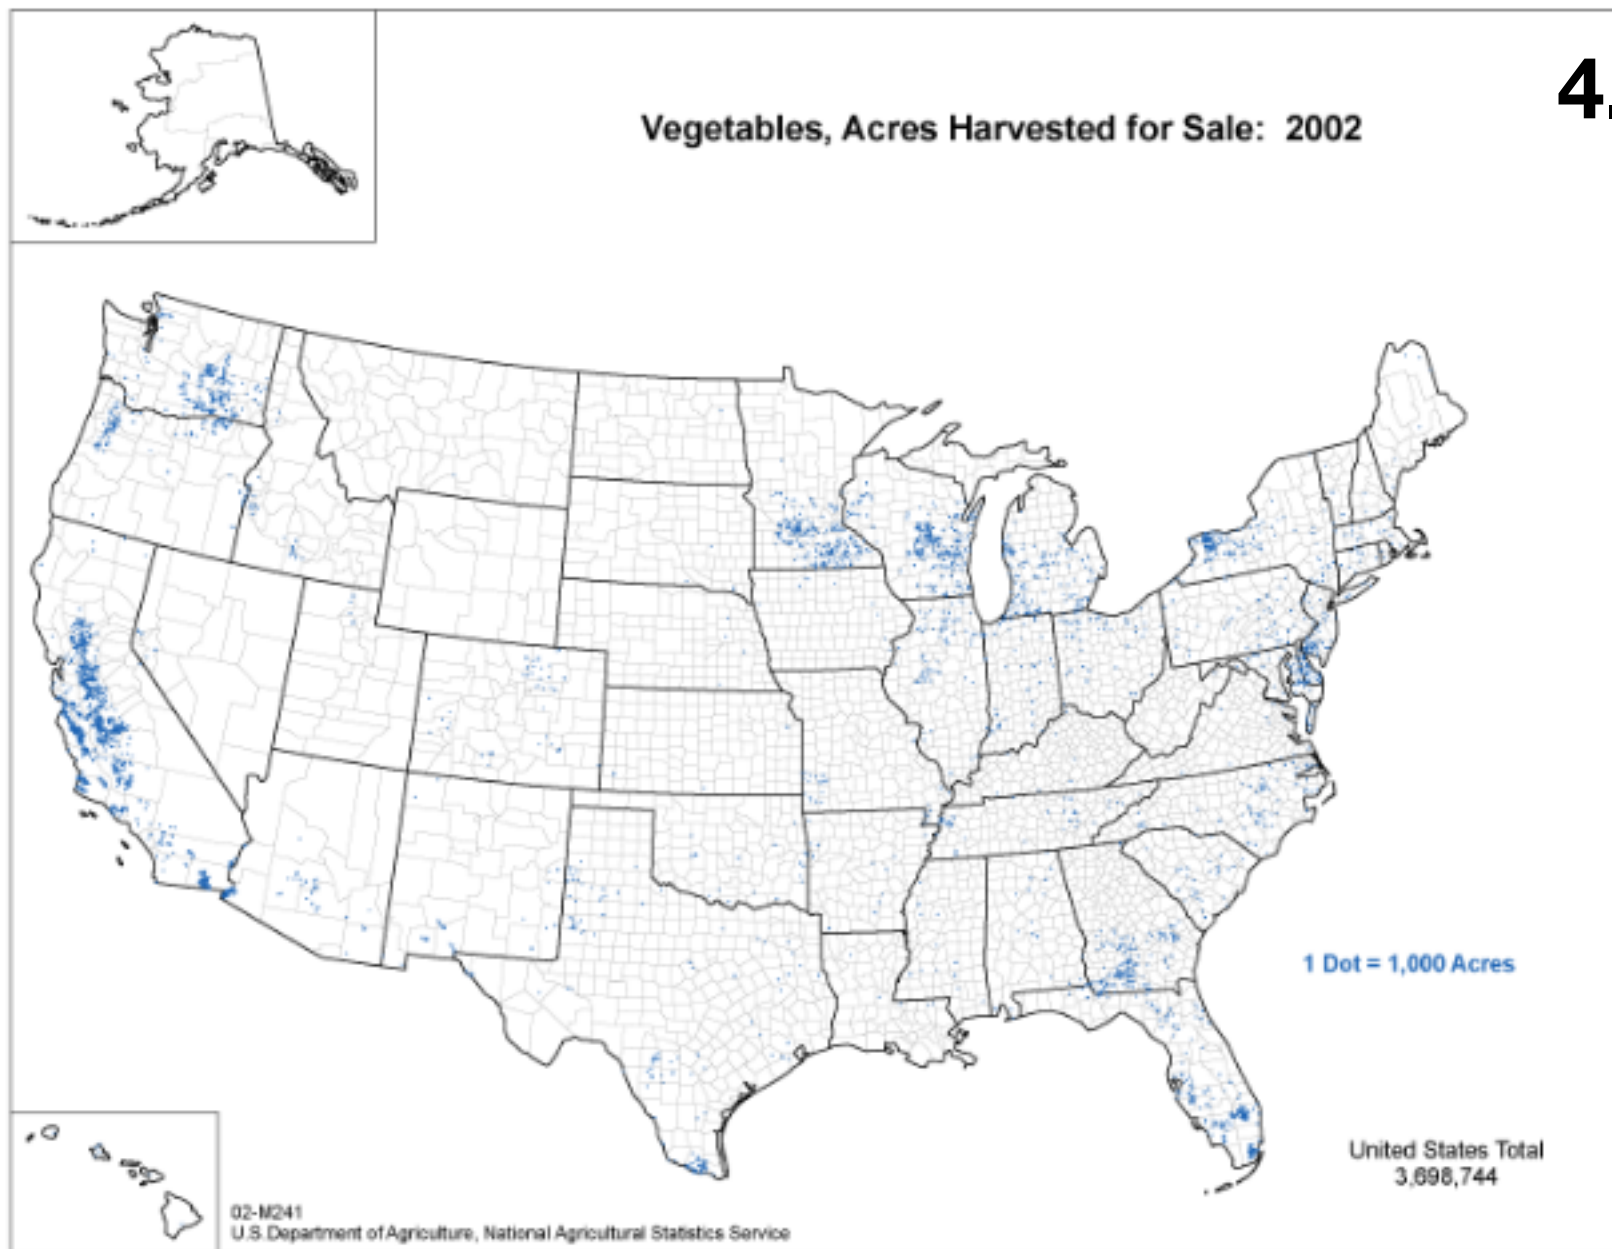 4.
Vegetables, Acres Harvested for Sale: 2002
1 Dot = 1,000 Acres
United States Total
3,698,744
02-M241
U.S.Department of Agriculture, National Agricultural Statistics Service